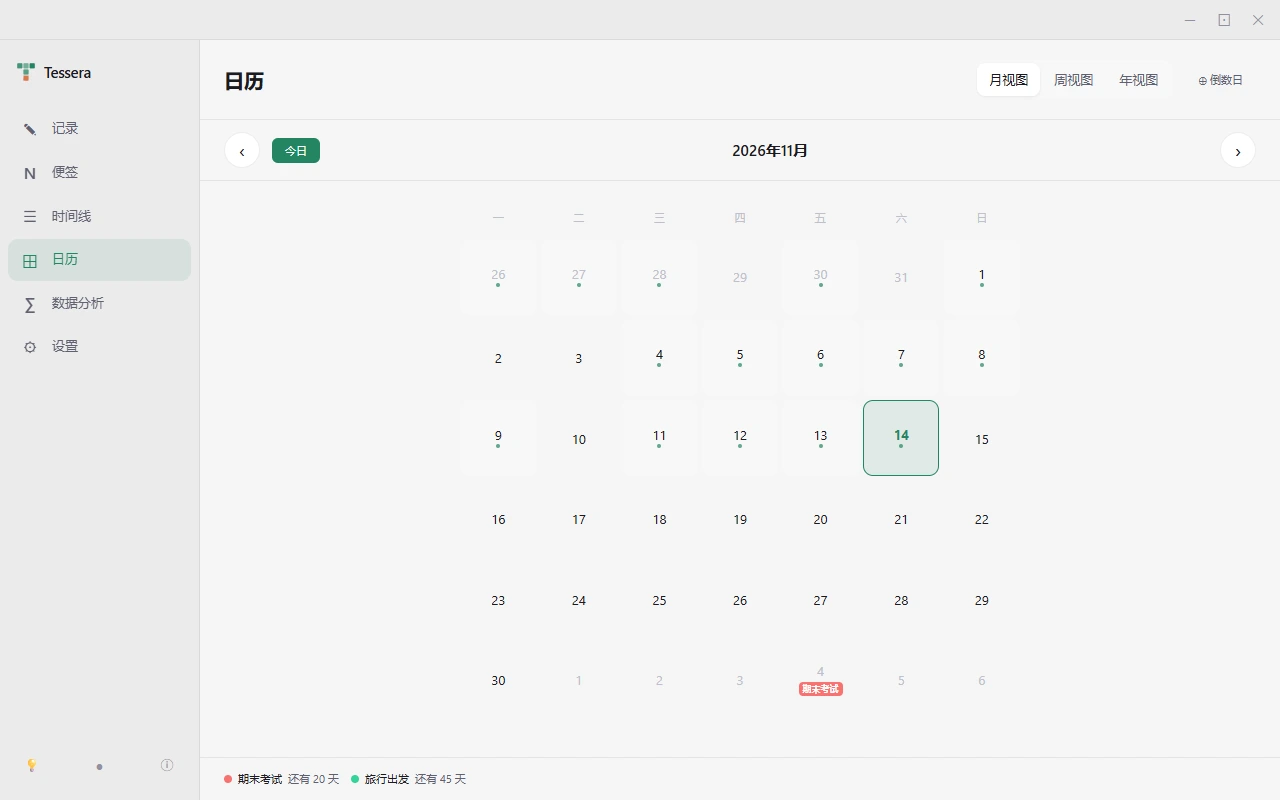 Tessera
记录
N 便签
时间线
日历
数据分析
设置
日历
月视图 周视图 年视图 ⊕ 倒数日
‹ 今日 2026年11月 ›
一 二 三 四 五 六 日
26 27 28 29 30 31 1
2 3 4 5 6 7 8
9 10 11 12 13 14 15
16 17 18 19 20 21 22
23 24 25 26 27 28 29
30 1 2 3 4 5 6
期末考试
期末考试 还有 20 天 旅行出发 还有 45 天